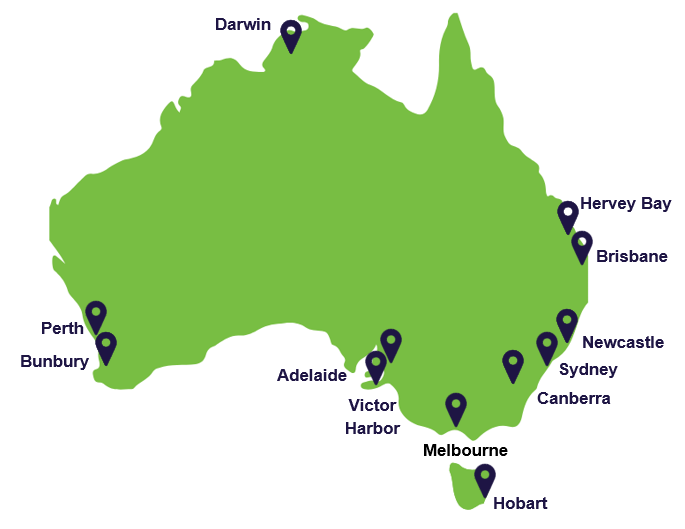 Darwin
Hervey Bay
Brisbane
Perth
Newcastle
Bunbury
Sydney
Adelaide
Canberra
Victor
Harbor
Melbourne
Hobart